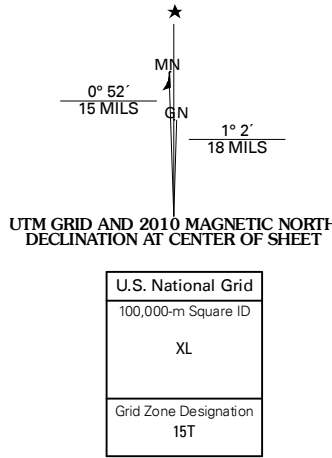 ★
MN
0° 52´
15 MILS
GN
1° 2´
18 MILS
UTM GRID AND 2010 MAGNETIC NORTH
DECLINATION AT CENTER OF SHEET
U.S. National Grid
100,000-m Square ID
XL
Grid Zone Designation
15T